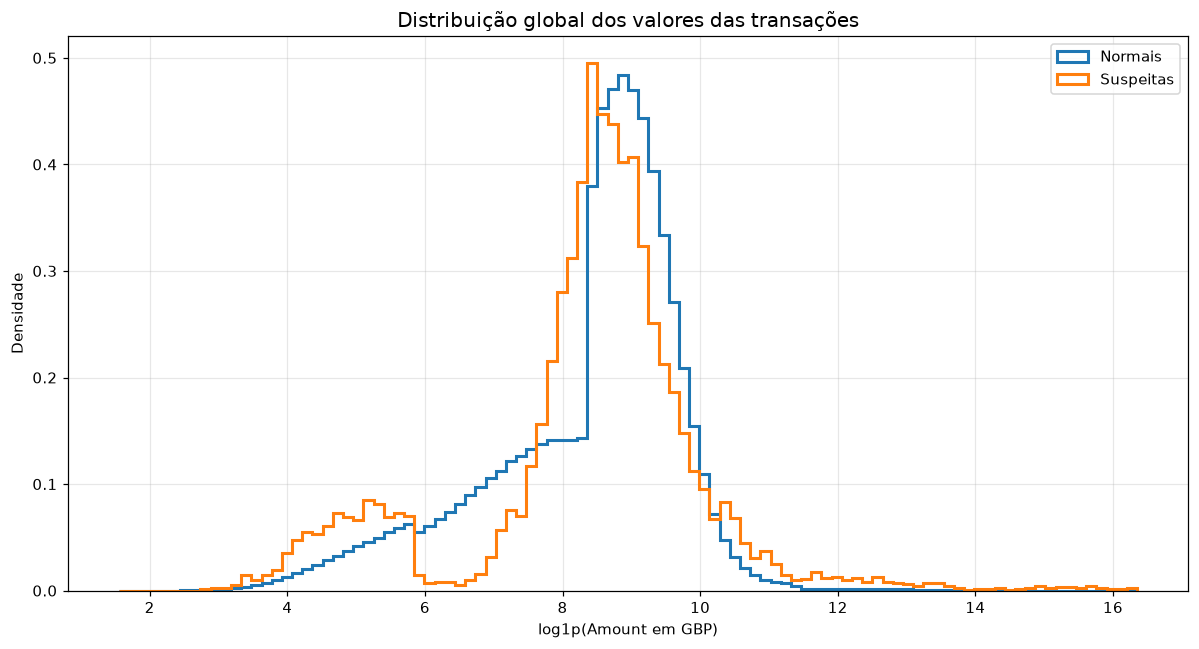 Distribuição global dos valores das transações
Normais
Suspeitas
Densidade
0.5
0.4
0.3
0.2
0.1
0.0
2 4 6 8 10 12 14 16
log1p(Amount em GBP)